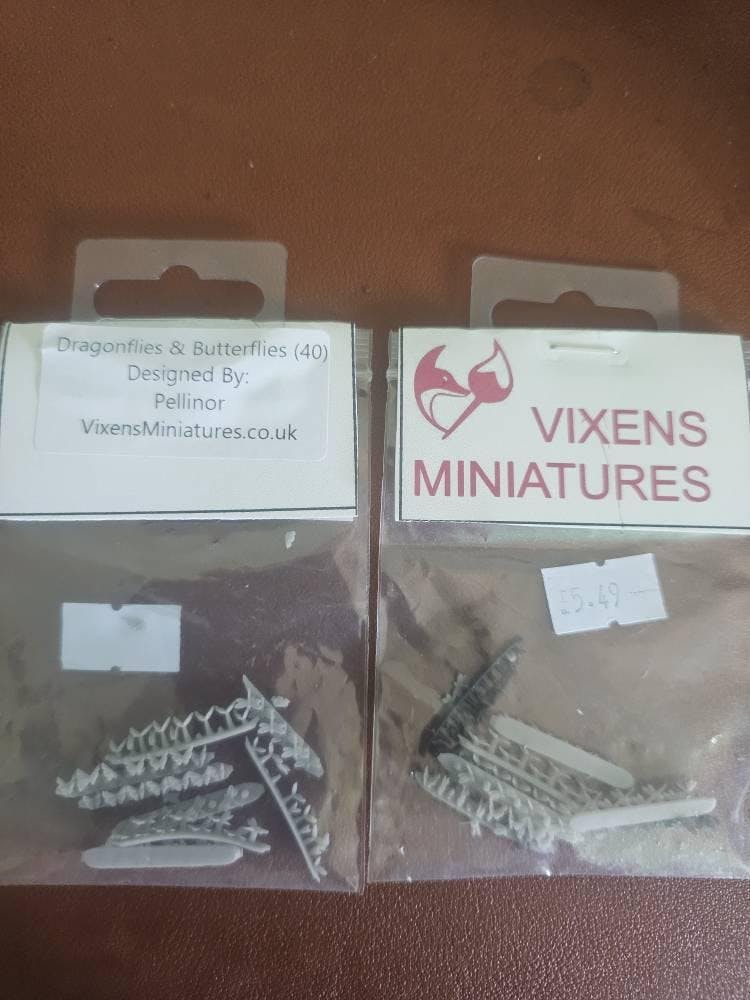 Dragonflies & Butterflies (40)
Designed By:
Pellinor
VixensMiniatures.co.uk
VIXENS
MINIATURES
£5.49